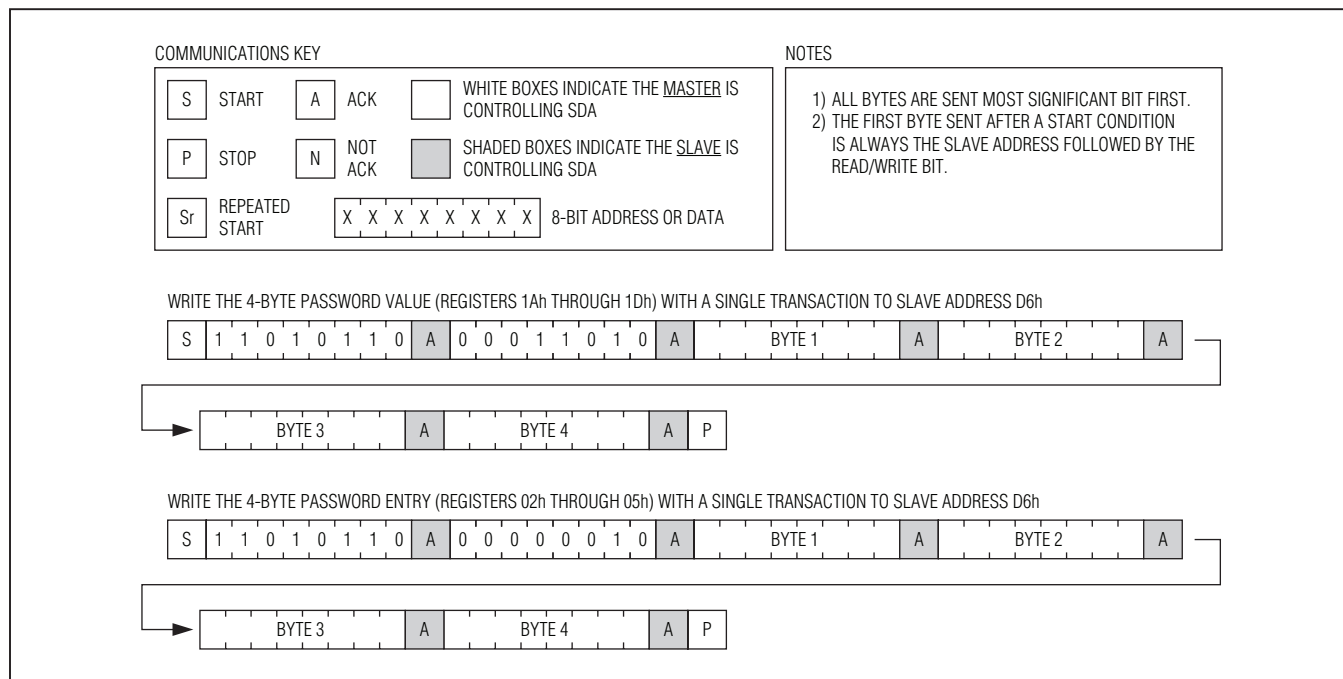 COMMUNICATIONS KEY
S START A ACK WHITE BOXES INDICATE THE MASTER IS
CONTROLLING SDA
P STOP N NOT
ACK SHADED BOXES INDICATE THE SLAVE IS
CONTROLLING SDA
Sr REPEATED
START X X X X X X X X 8-BIT ADDRESS OR DATA
NOTES
1) ALL BYTES ARE SENT MOST SIGNIFICANT BIT FIRST.
2) THE FIRST BYTE SENT AFTER A START CONDITION
IS ALWAYS THE SLAVE ADDRESS FOLLOWED BY THE
READ/WRITE BIT.
WRITE THE 4-BYTE PASSWORD VALUE (REGISTERS 1Ah THROUGH 1Dh) WITH A SINGLE TRANSACTION TO SLAVE ADDRESS D6h
S 1 1 0 1 0 1 1 0 A 0 0 0 1 1 0 1 0 A BYTE 1 A BYTE 2 A
BYTE 3 A BYTE 4 A P
WRITE THE 4-BYTE PASSWORD ENTRY (REGISTERS 02h THROUGH 05h) WITH A SINGLE TRANSACTION TO SLAVE ADDRESS D6h
S 1 1 0 1 0 1 1 0 A 0 0 0 0 0 0 1 0 A BYTE 1 A BYTE 2 A
BYTE 3 A BYTE 4 A P